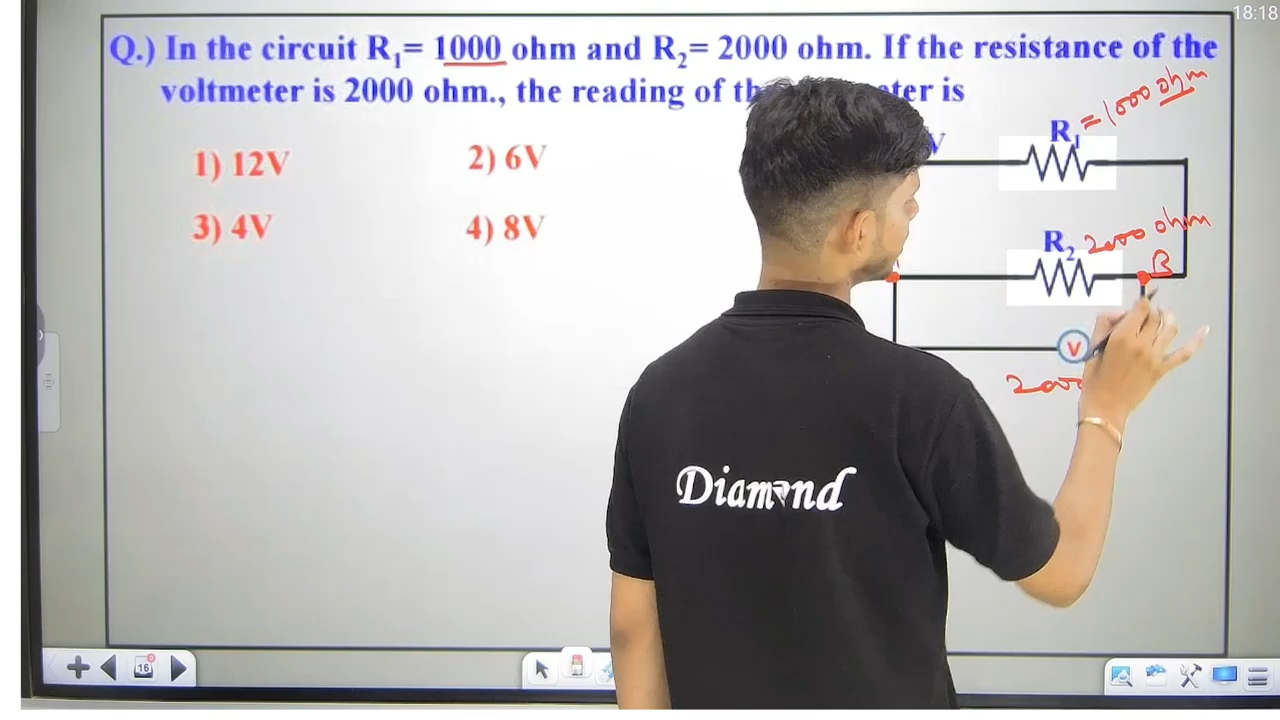 18:18
Q.) In the circuit R₁= 1000 ohm and R₂= 2000 ohm. If the resistance of the
voltmeter is 2000 ohm., the reading of is
1) 12V 2) 6V
3) 4V 4) 8V
V
R₁ = 1000 ohm
R₂ 2000 ohm
B
V
Diamond
16